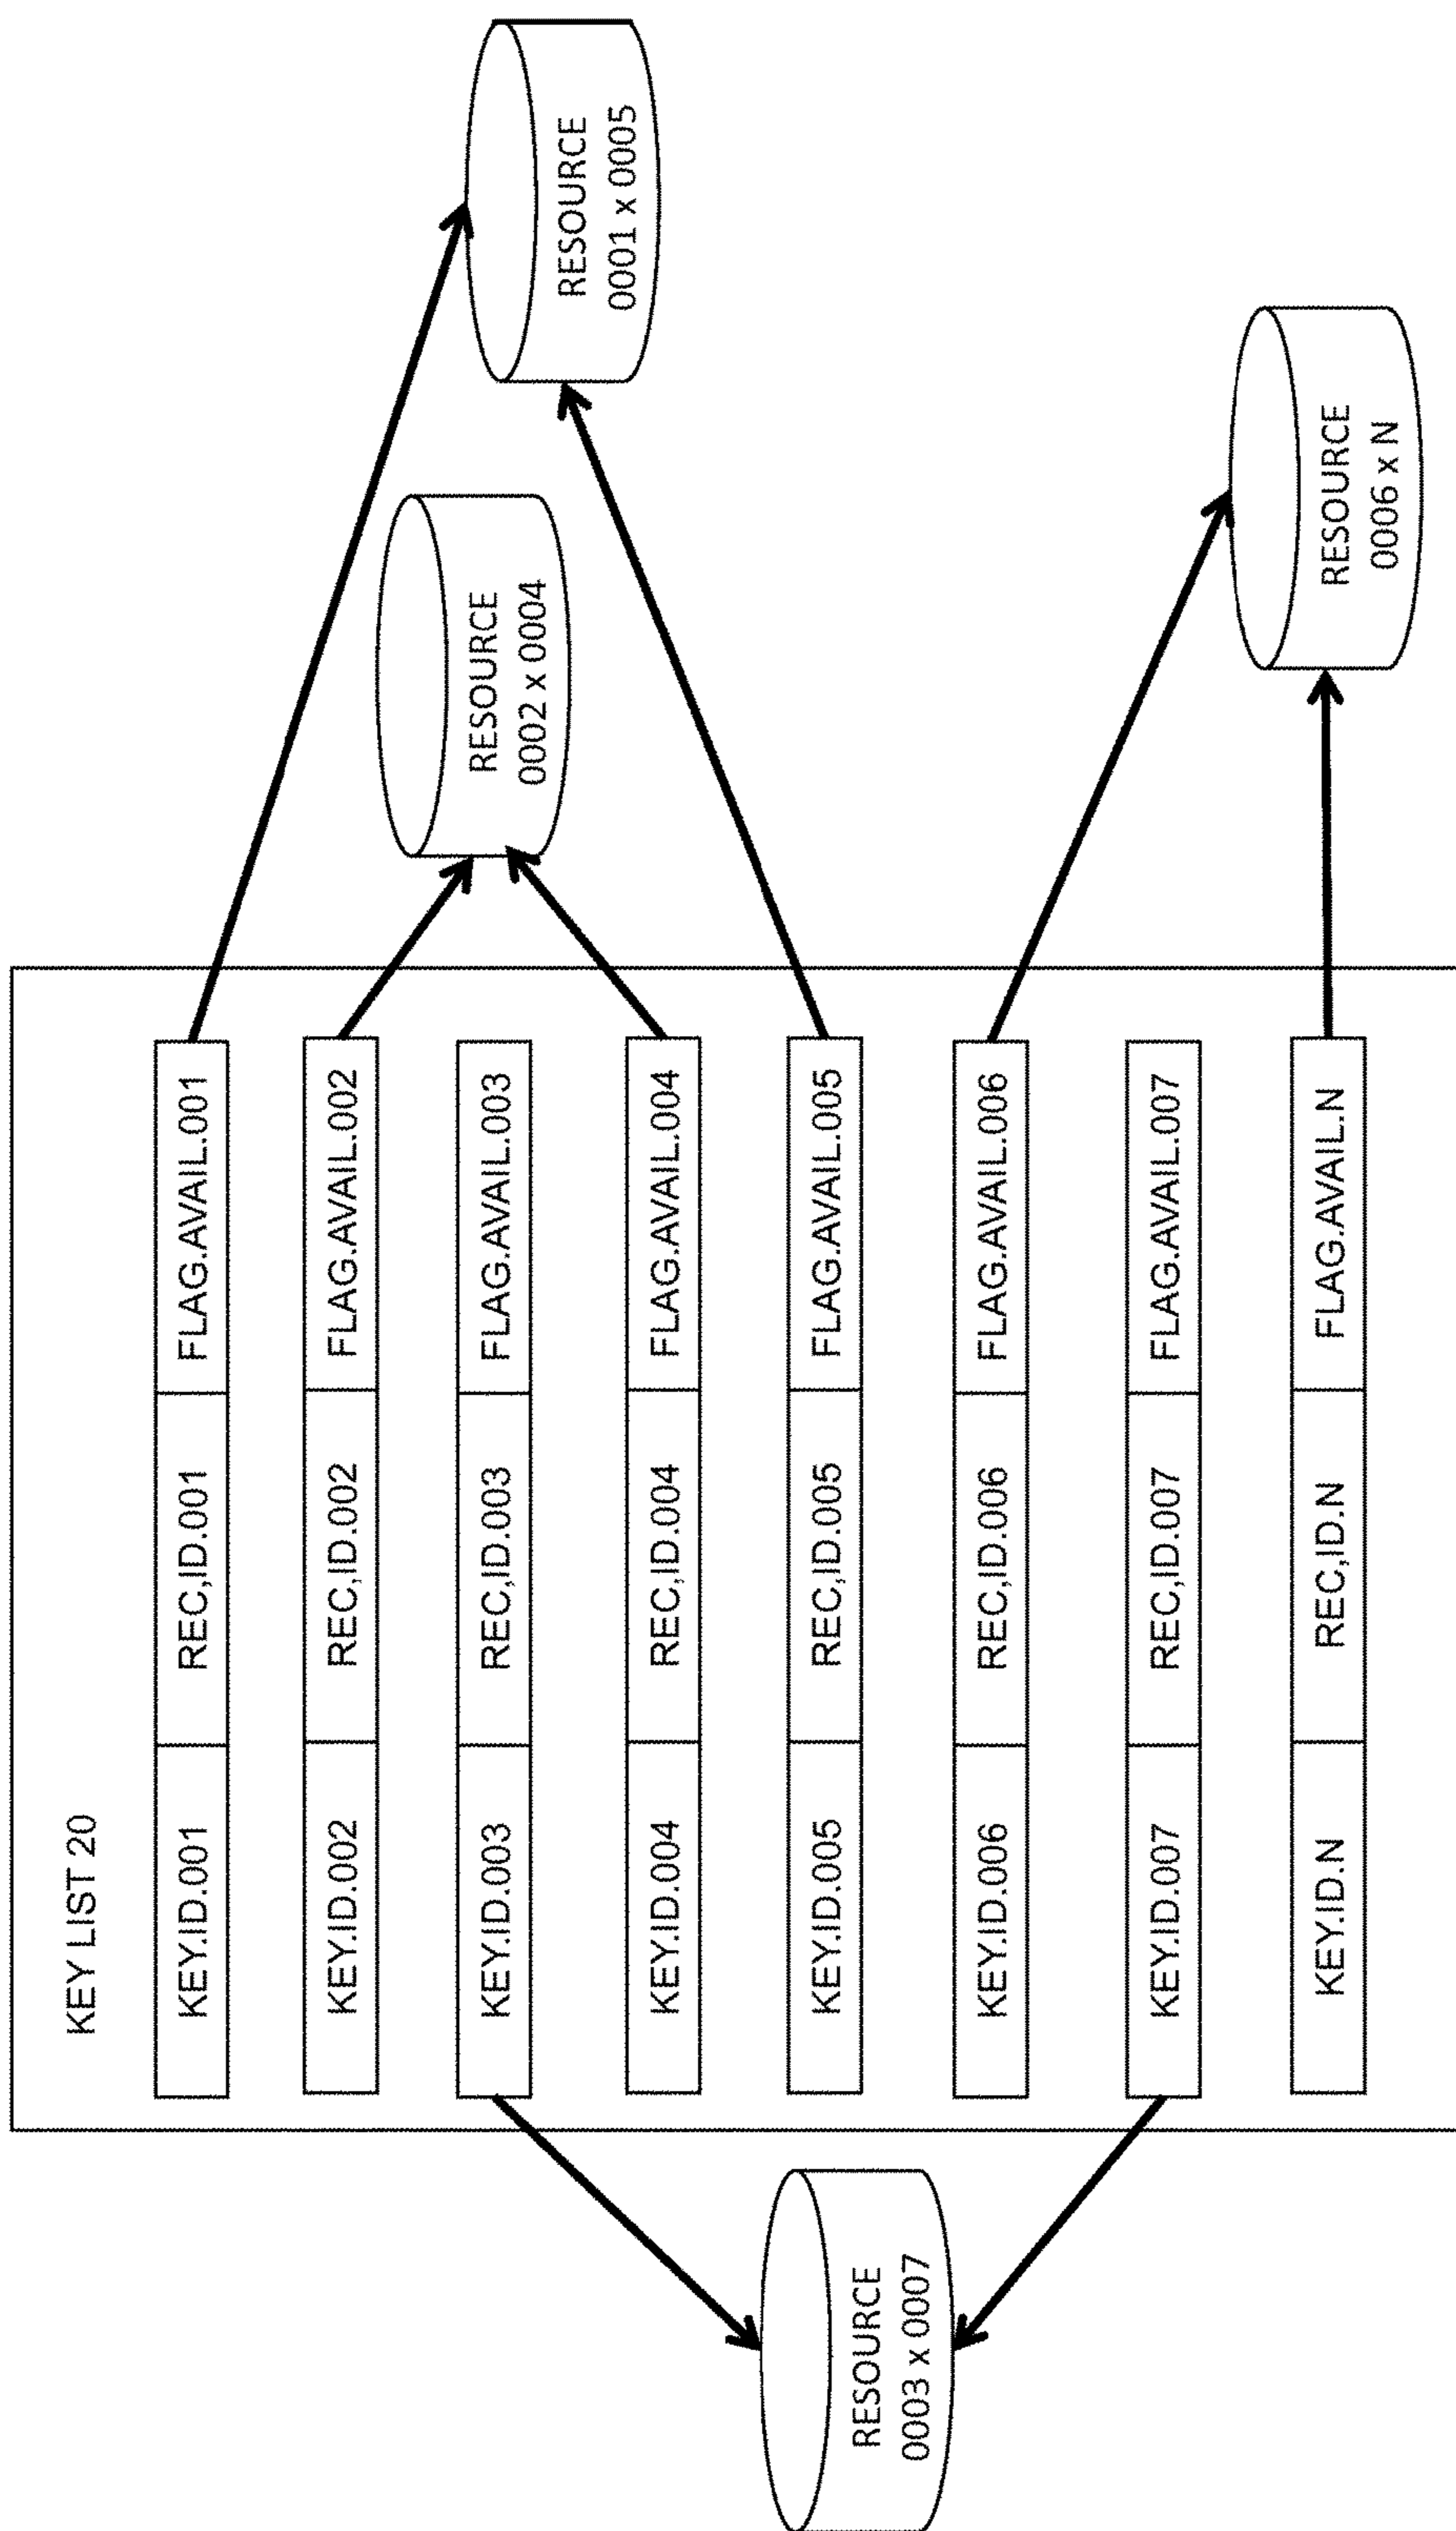 KEY LIST 20
KEY.ID.001 REC,ID.001 FLAG.AVAIL.001
KEY.ID.002 REC,ID.002 FLAG.AVAIL.002
KEY.ID.003 REC,ID.003 FLAG.AVAIL.003
KEY.ID.004 REC,ID.004 FLAG.AVAIL.004
KEY.ID.005 REC,ID.005 FLAG.AVAIL.005
KEY.ID.006 REC,ID.006 FLAG.AVAIL.006
KEY.ID.007 REC,ID.007 FLAG.AVAIL.007
KEY.ID.N REC,ID.N FLAG.AVAIL.N
RESOURCE
0003 x 0007
RESOURCE
0002 x 0004
RESOURCE
0001 x 0005
RESOURCE
0006 x N